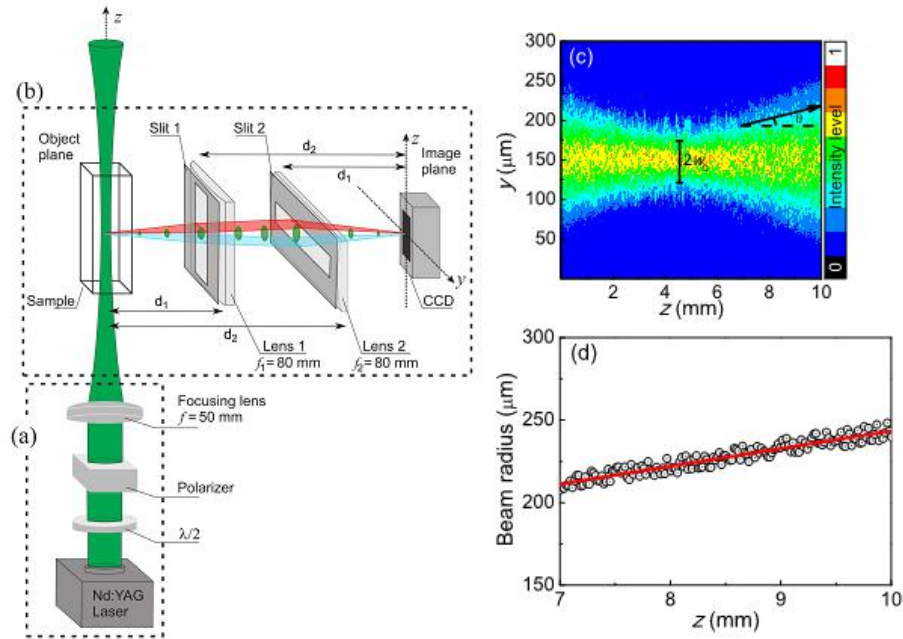 z
(b)
Object
plane
Slit 1
Slit 2
d₂
d₁
z
Image
plane
y
CCD
Sample
d₁
d₂
Lens 1
f₁= 80 mm
Lens 2
f₂= 80 mm
(a)
Focusing lens
f = 50 mm
Polarizer
λ/2
Nd:YAG
Laser
(c)
300
250
200
150
100
50
y (μm)
2w₀
θ
2 4 6 8 10
z (mm)
1
Intensity level
0
(d)
300
250
200
150
Beam radius (μm)
7 8 9 10
z (mm)